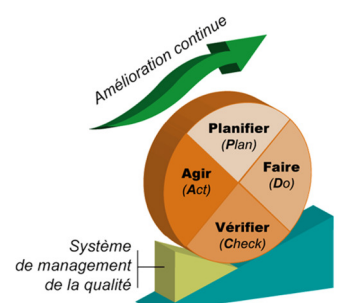 Amélioration continue
Planifier
(Plan)
Agir
(Act)
Faire
(Do)
Vérifier
(Check)
Système
de management
de la qualité